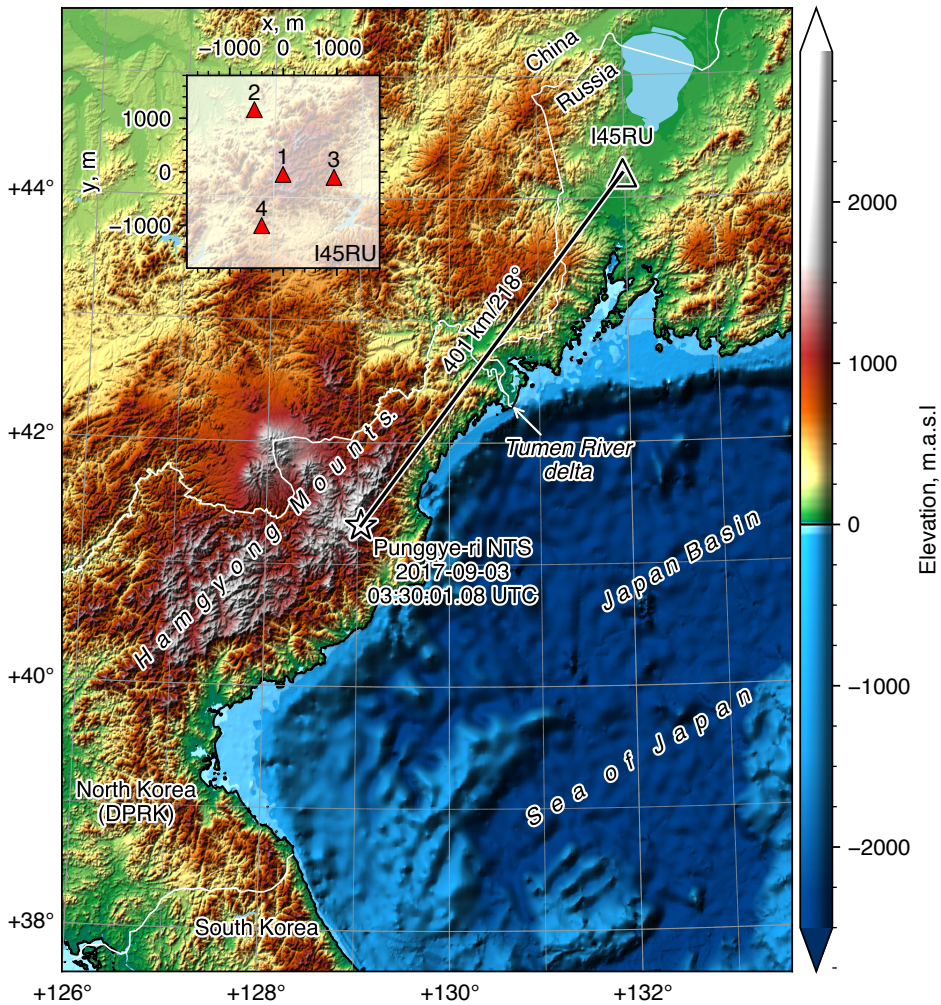 x, m
−1000 0 1000
China
Russia
2
1000
y, m
1
3
0
4
−1000
I45RU
I45RU
+44°
2000
401 km/218°
1000
Elevation, m.a.s.l
+42°
Tumen River
delta
Hamgyong Mounts.
0
Punggye-ri NTS
2017-09-03
03:30:01.08 UTC
Japan Basin
+40°
−1000
Sea of Japan
North Korea
(DPRK)
−2000
+38°
South Korea
+126°
+128°
+130°
+132°